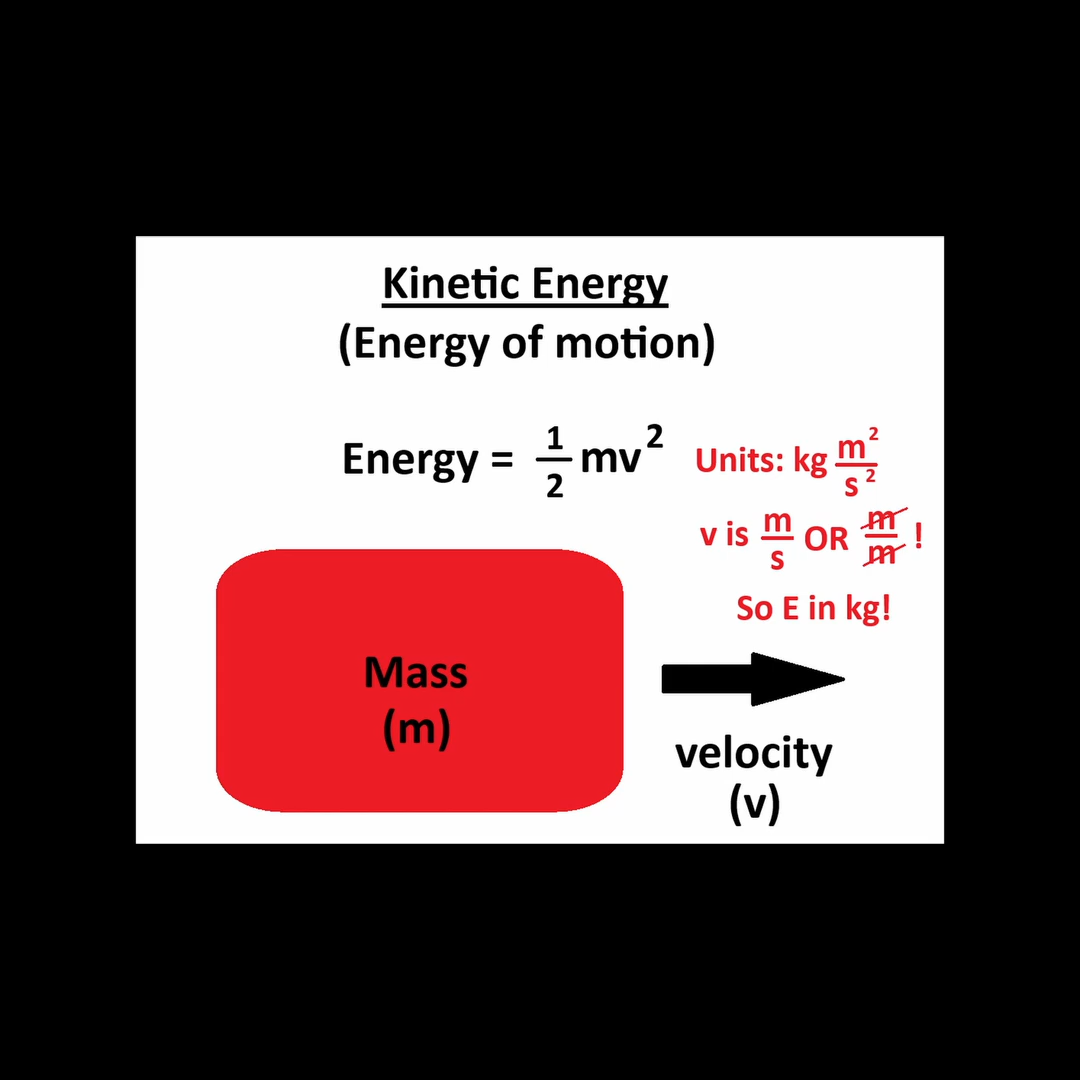 Kinetic Energy
(Energy of motion)
Energy = 1/2 mv²
Units: kg m²/s²
v is m/s OR m/m !
So E in kg!
Mass
(m)
velocity
(v)